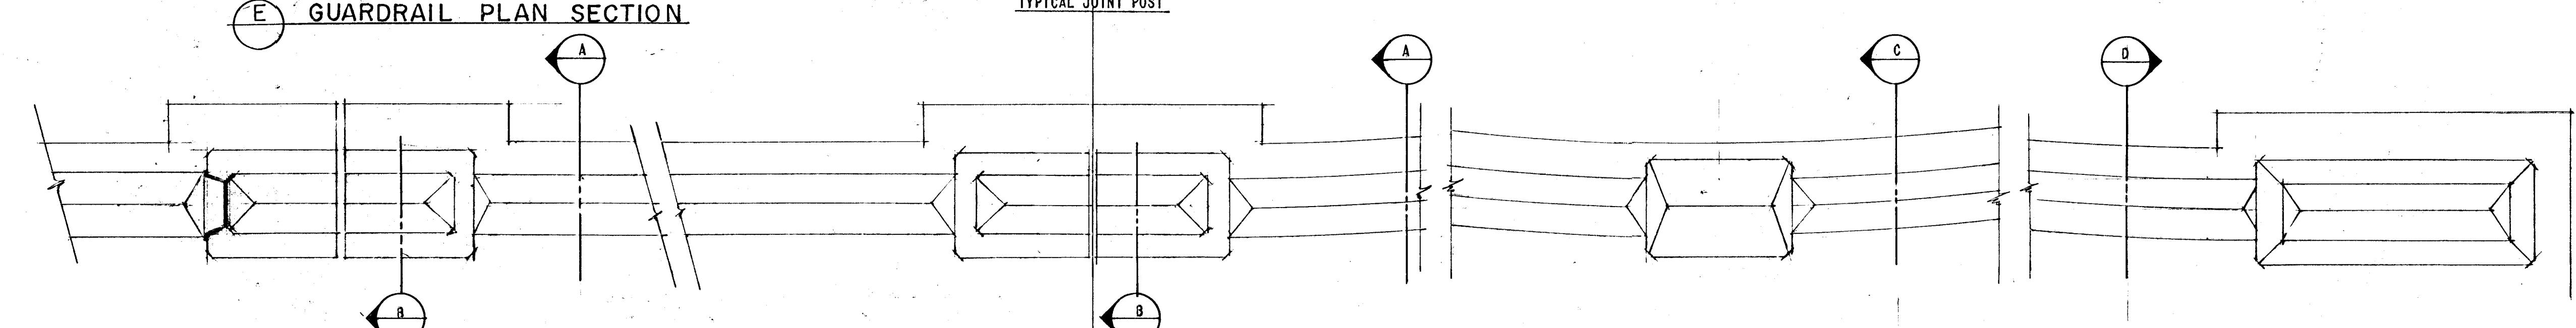 E GUARDRAIL PLAN SECTION
TYPICAL JOINT POST
A
A
C
D
B
B